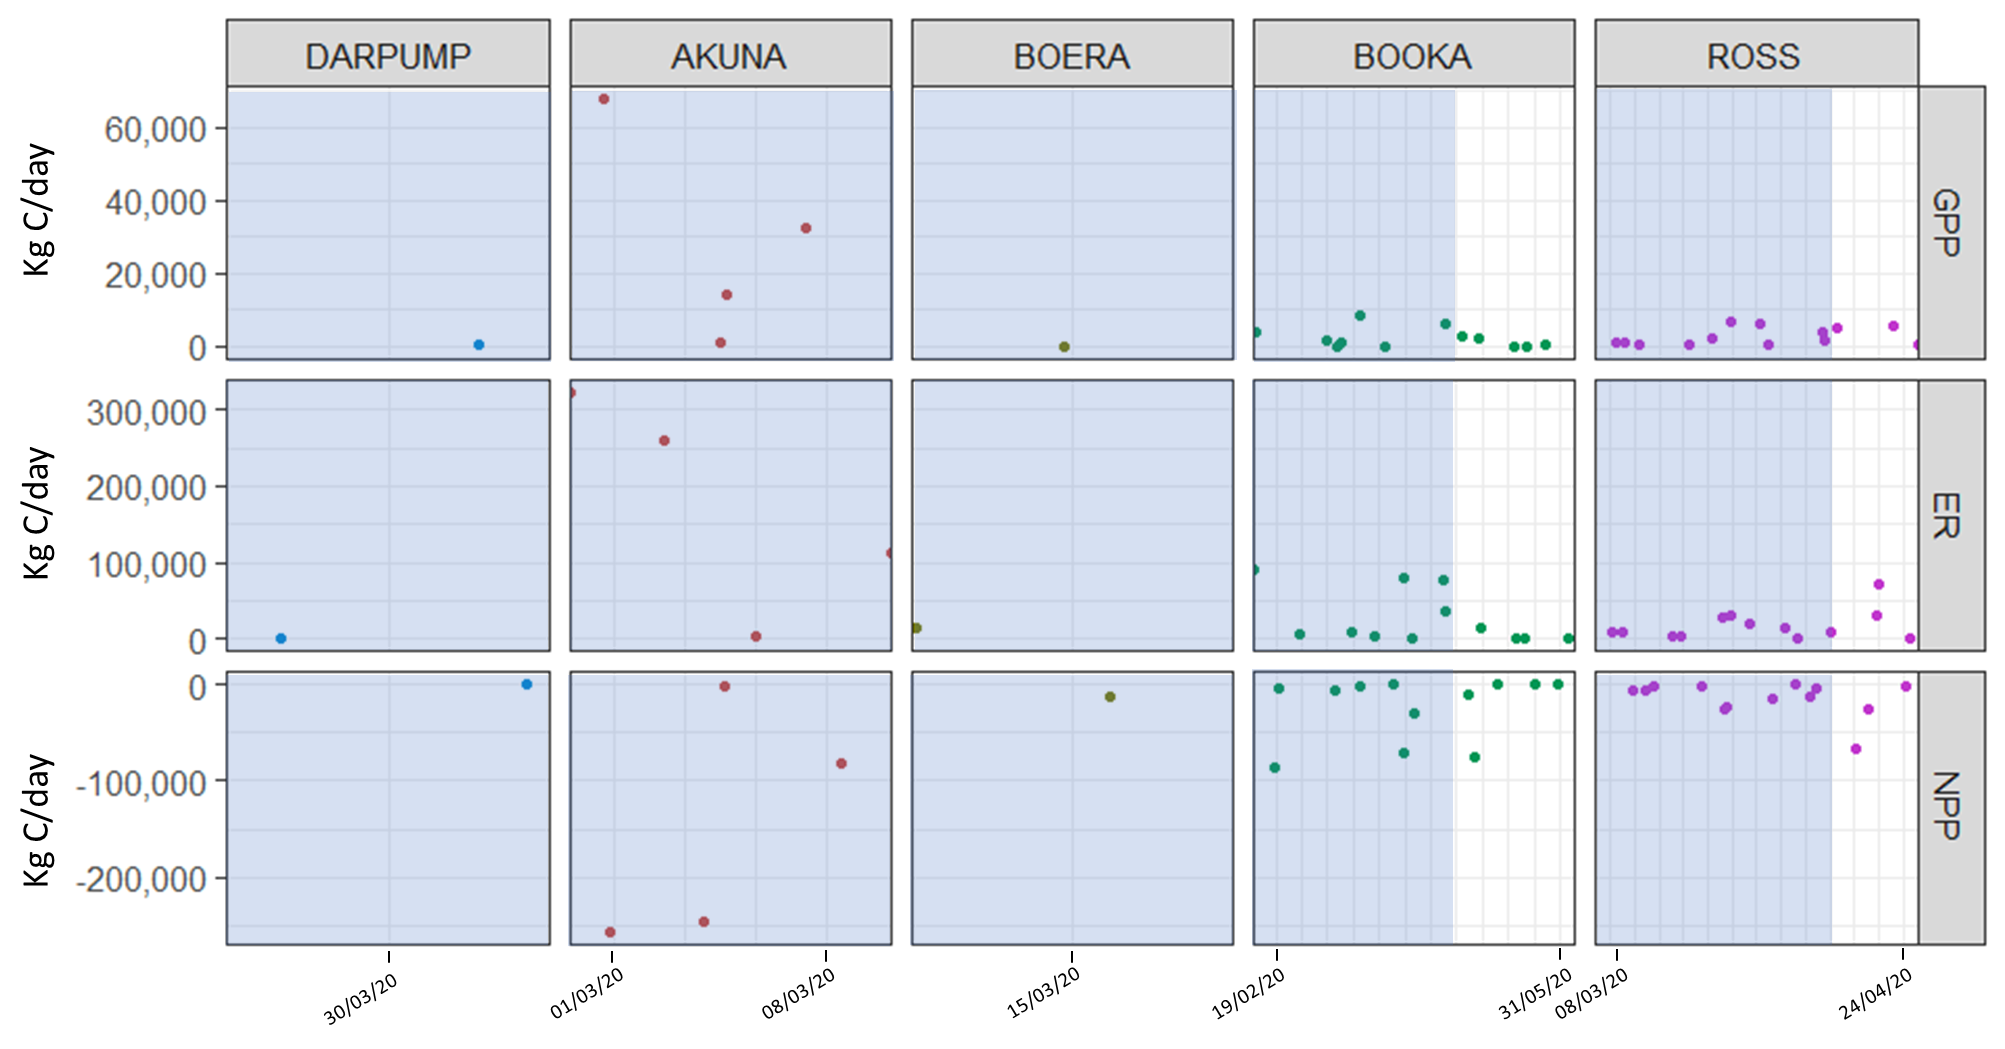 DARPUMP
AKUNA
BOERA
BOOKA
ROSS
Kg C/day
60,000
40,000
20,000
0
GPP
Kg C/day
300,000
200,000
100,000
0
ER
Kg C/day
0
-100,000
-200,000
NPP
30/03/20
01/03/20
08/03/20
15/03/20
19/02/20
31/05/20
08/03/20
24/04/20